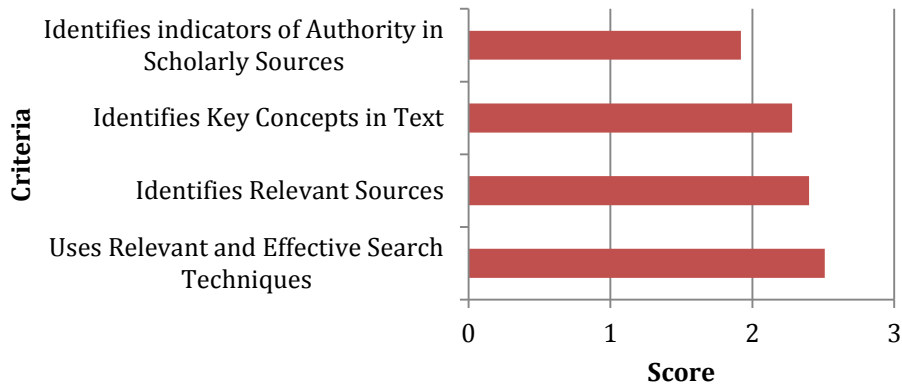 Identifies indicators of Authority in
Scholarly Sources
Identifies Key Concepts in Text
Identifies Relevant Sources
Uses Relevant and Effective Search
Techniques
Criteria
0 1 2 3
Score